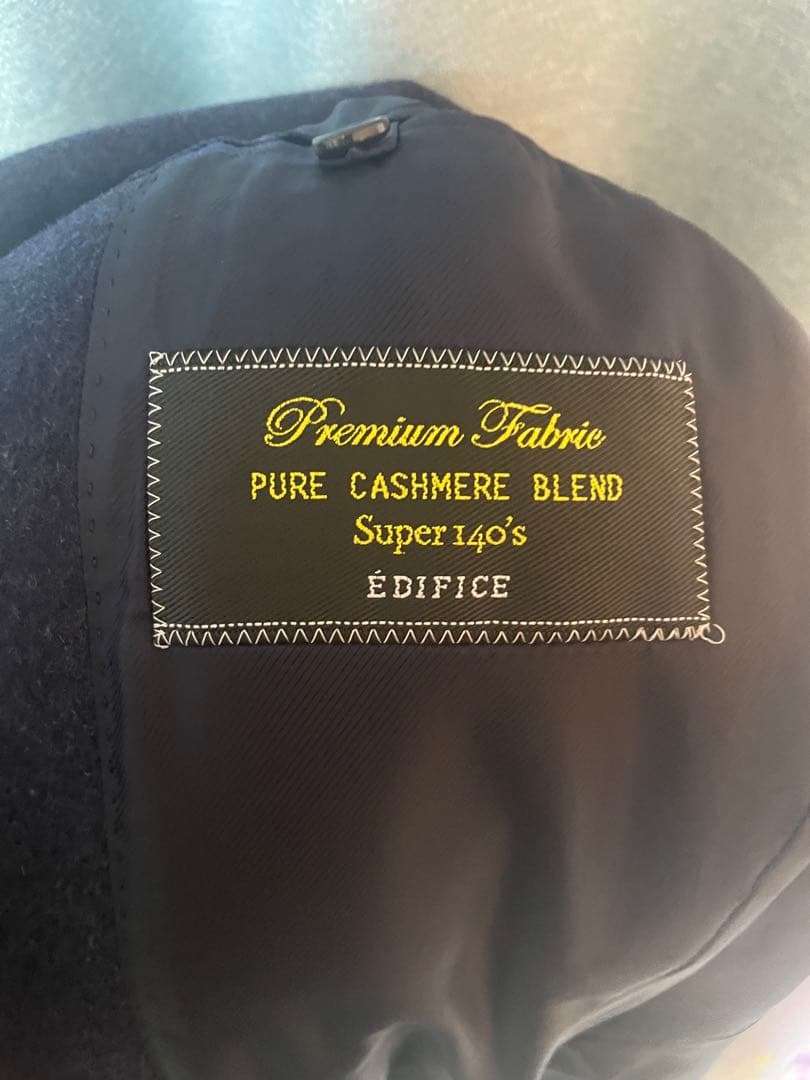 Premium Fabric
PURE CASHMERE BLEND
Super 140's
ÉDIFICE